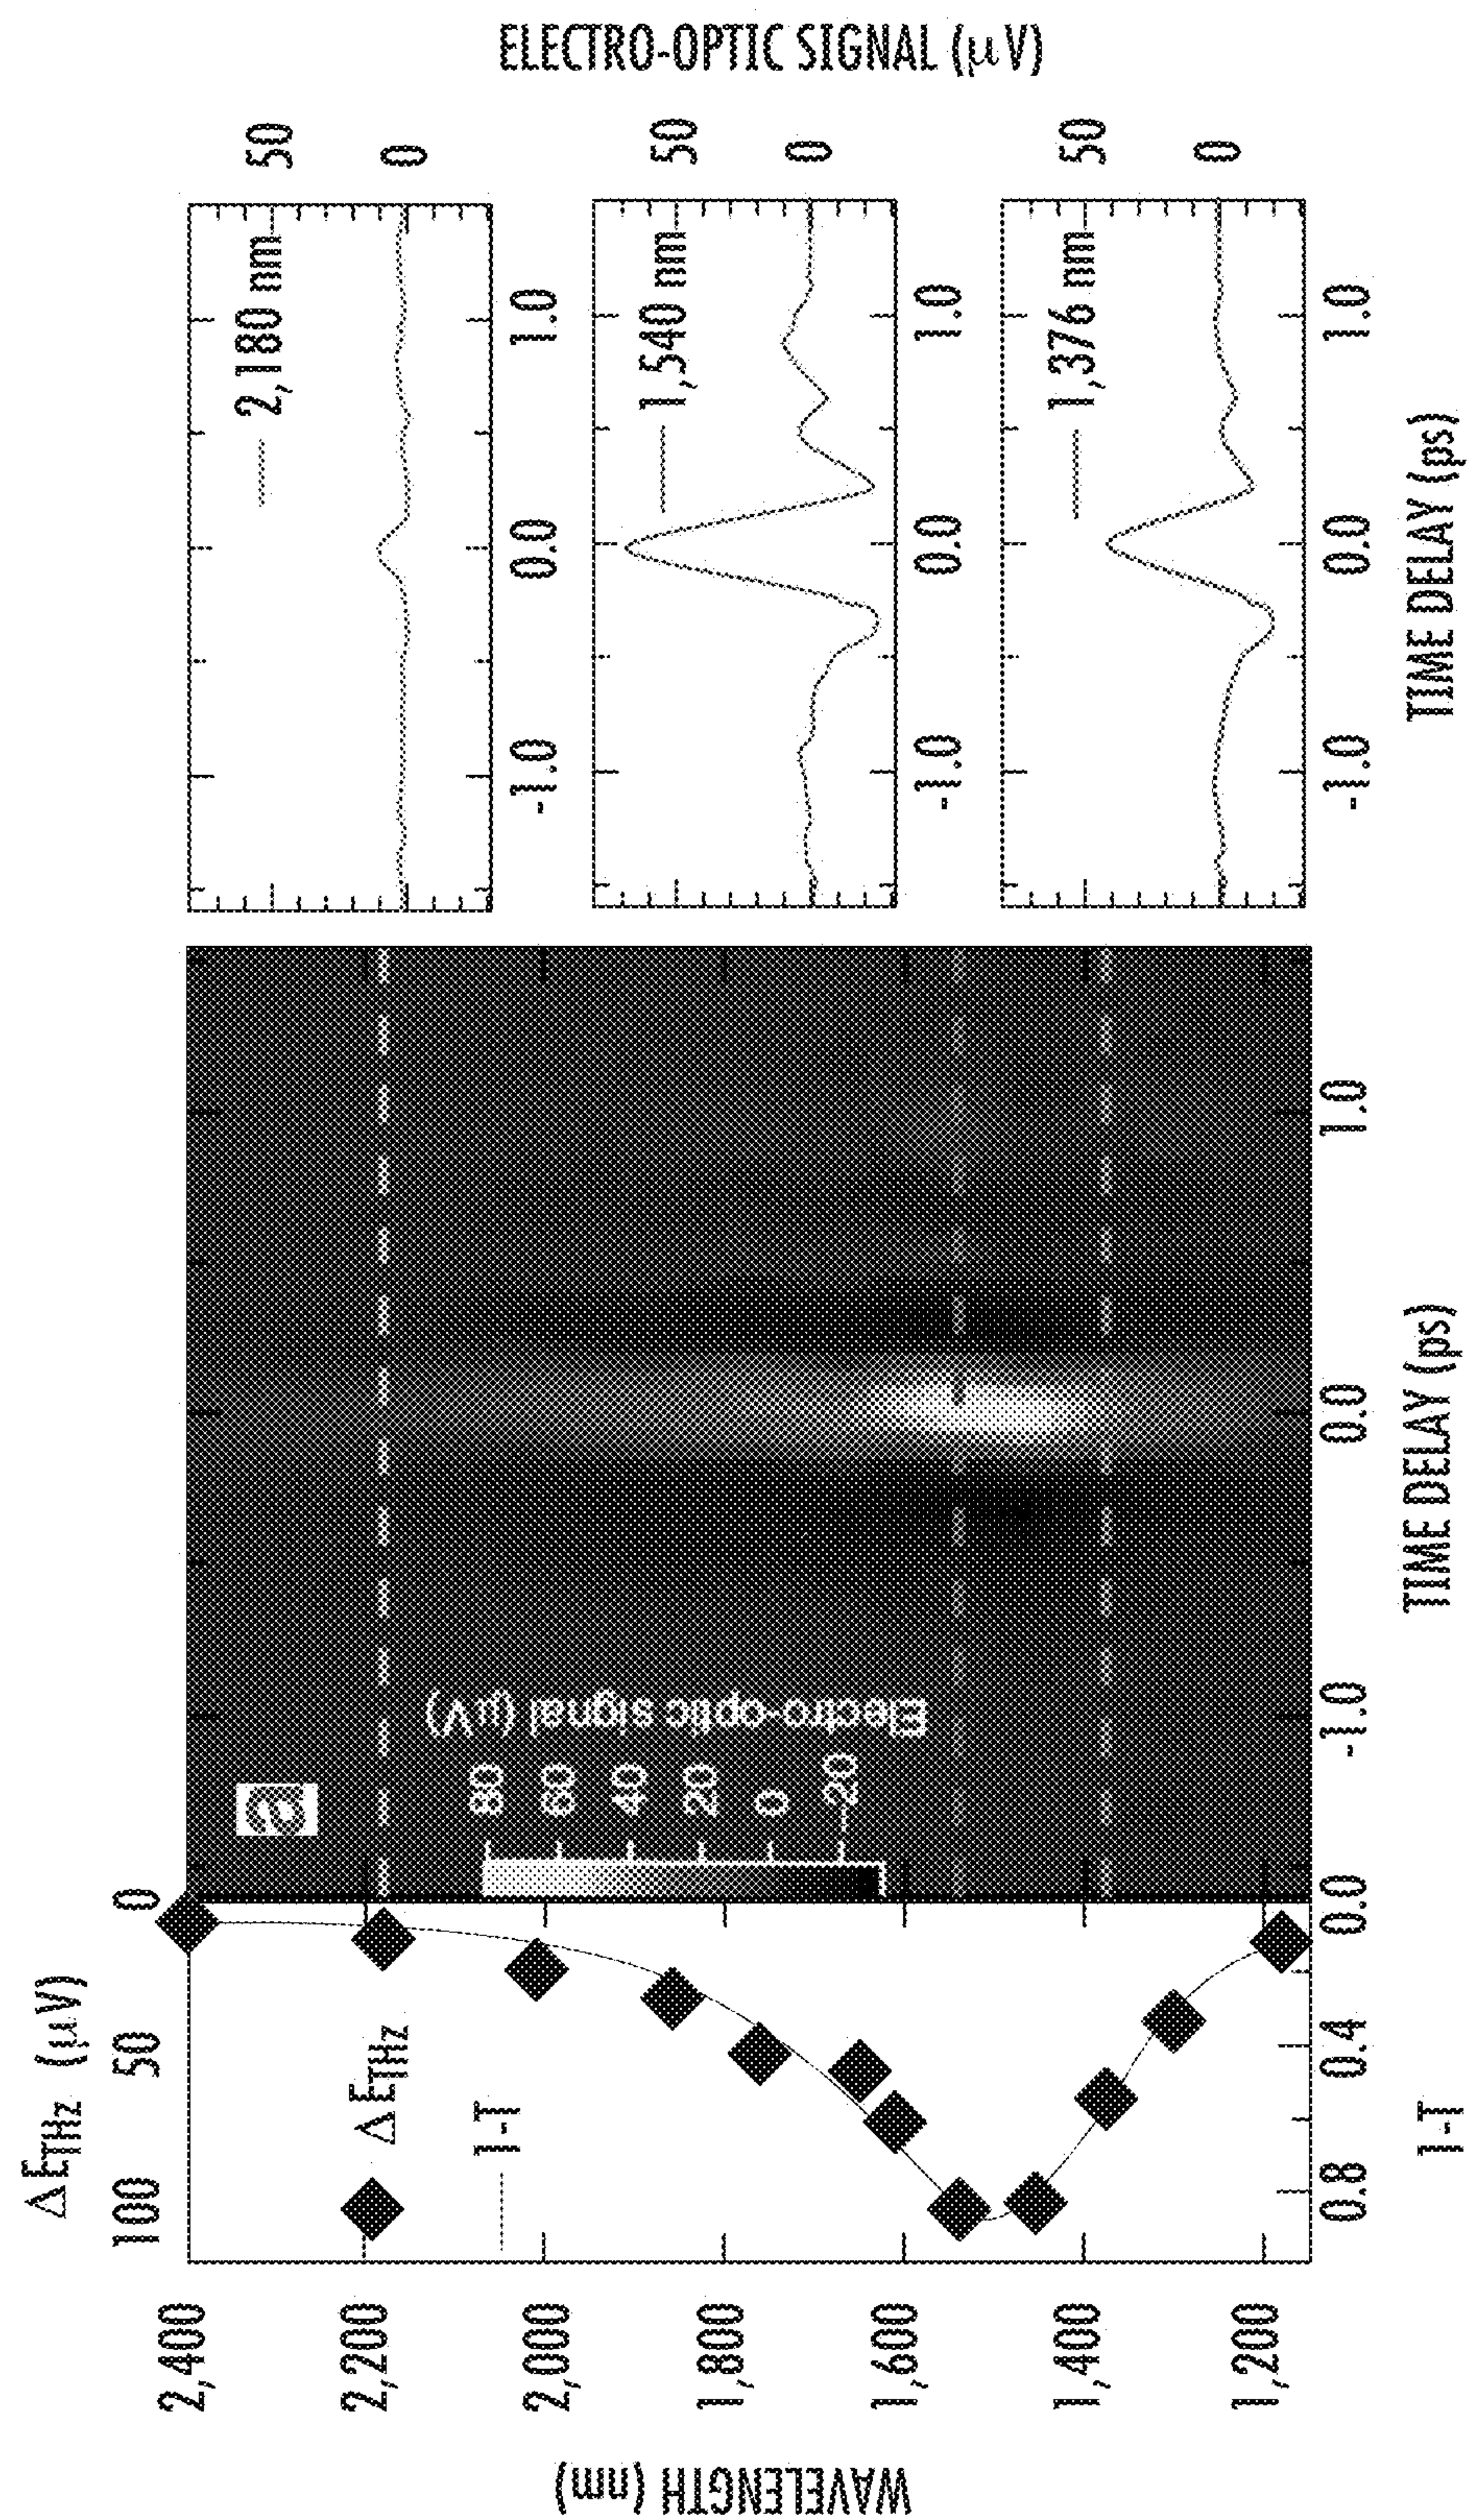 ΔETHz (μV)
100
50
0
ΔETHz
1-T
WAVELENGTH (nm)
2,400
2,200
2,000
1,800
1,600
1,400
1,200
0.8
0.4
0.0
1-T
a
80
60
40
20
0
-20
Electro-optic signal (μV)
-1.0
0.0
1.0
TIME DELAY (ps)
2,180 nm
50
0
-1.0
0.0
1.0
1,540 nm
50
0
-1.0
0.0
1.0
1,376 nm
50
0
-1.0
0.0
1.0
TIME DELAY (ps)
ELECTRO-OPTIC SIGNAL (μV)